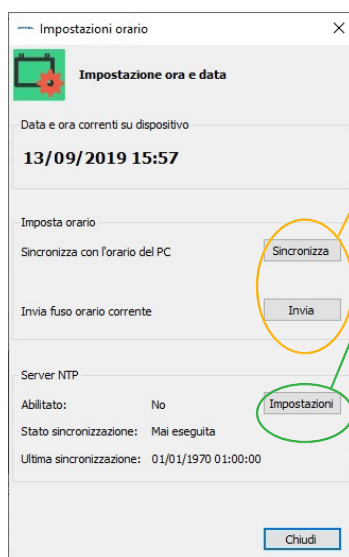 Impostazioni orario
Impostazione ora e data
Data e ora correnti su dispositivo
13/09/2019 15:57
Imposta orario
Sincronizza con l'orario del PC Sincronizza
Invia fuso orario corrente Invia
Server NTP
Abilitato: No Impostazioni
Stato sincronizzazione: Mai eseguita
Ultima sincronizzazione: 01/01/1970 01:00:00
Chiudi